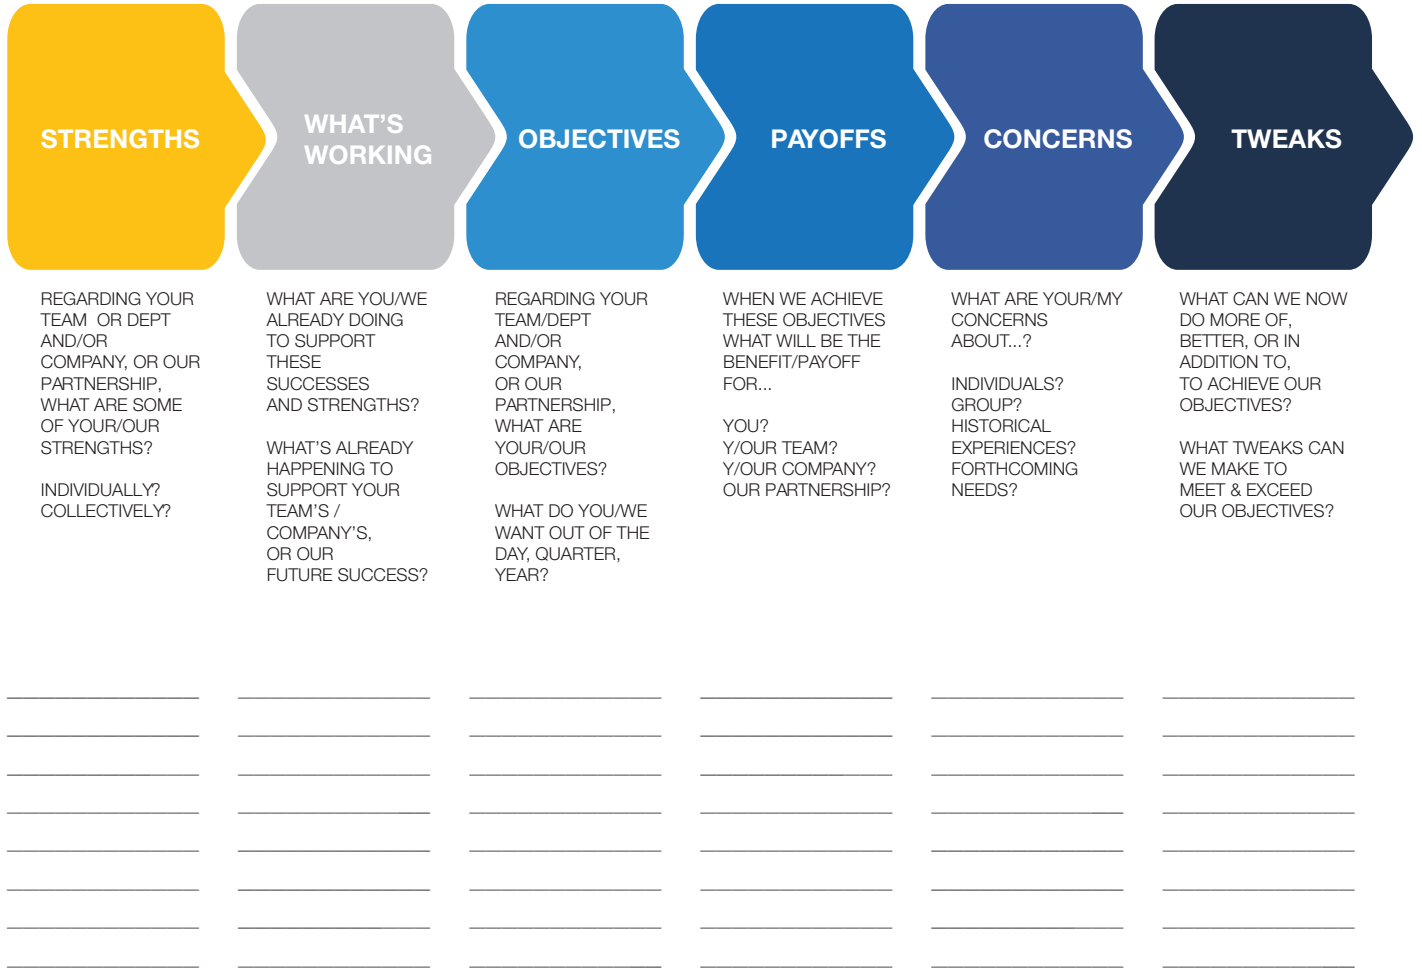 STRENGTHS
WHAT'S
WORKING
OBJECTIVES
PAYOFFS
CONCERNS
TWEAKS
REGARDING YOUR
TEAM OR DEPT
AND/OR
COMPANY, OR OUR
PARTNERSHIP,
WHAT ARE SOME
OF YOUR/OUR
STRENGTHS?
INDIVIDUALLY?
COLLECTIVELY?
WHAT ARE YOU/WE
ALREADY DOING
TO SUPPORT
THESE
SUCCESSES
AND STRENGTHS?
WHAT'S ALREADY
HAPPENING TO
SUPPORT YOUR
TEAM'S /
COMPANY'S,
OR OUR
FUTURE SUCCESS?
REGARDING YOUR
TEAM/DEPT
AND/OR
COMPANY,
OR OUR
PARTNERSHIP,
WHAT ARE
YOUR/OUR
OBJECTIVES?
WHAT DO YOU/WE
WANT OUT OF THE
DAY, QUARTER,
YEAR?
WHEN WE ACHIEVE
THESE OBJECTIVES
WHAT WILL BE THE
BENEFIT/PAYOFF
FOR...
YOU?
Y/OUR TEAM?
Y/OUR COMPANY?
OUR PARTNERSHIP?
WHAT ARE YOUR/MY
CONCERNS
ABOUT...?
INDIVIDUALS?
GROUP?
HISTORICAL
EXPERIENCES?
FORTHCOMING
NEEDS?
WHAT CAN WE NOW
DO MORE OF,
BETTER, OR IN
ADDITION TO,
TO ACHIEVE OUR
OBJECTIVES?
WHAT TWEAKS CAN
WE MAKE TO
MEET & EXCEED
OUR OBJECTIVES?